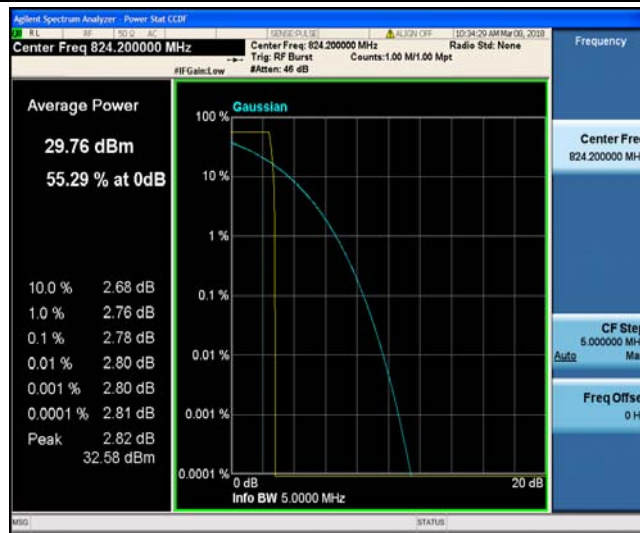 Agilent Spectrum Analyzer - Power Stat CCDF
RL RF 50 Ω AC SENSE:PULSE ALIGN OFF 10:34:29 AM Mar 08, 2018
Center Freq 824.200000 MHz
Center Freq: 824.200000 MHz Radio Std: None
Trig: RF Burst Counts:1.00 M/1.00 Mpt
#IFGain:Low #Atten: 46 dB
Frequency
Average Power
29.76 dBm
55.29 % at 0dB
10.0 % 2.68 dB
1.0 % 2.76 dB
0.1 % 2.78 dB
0.01 % 2.80 dB
0.001 % 2.80 dB
0.0001 % 2.81 dB
Peak 2.82 dB
32.58 dBm
Gaussian
100 %
10 %
1 %
0.1 %
0.01 %
0.001 %
0.0001 %
0 dB 20 dB
Info BW 5.0000 MHz
Center Fre
824.200000 MH
CF Step
5.000000 MH
Auto Ma
Freq Offse
0 H
MSG STATUS